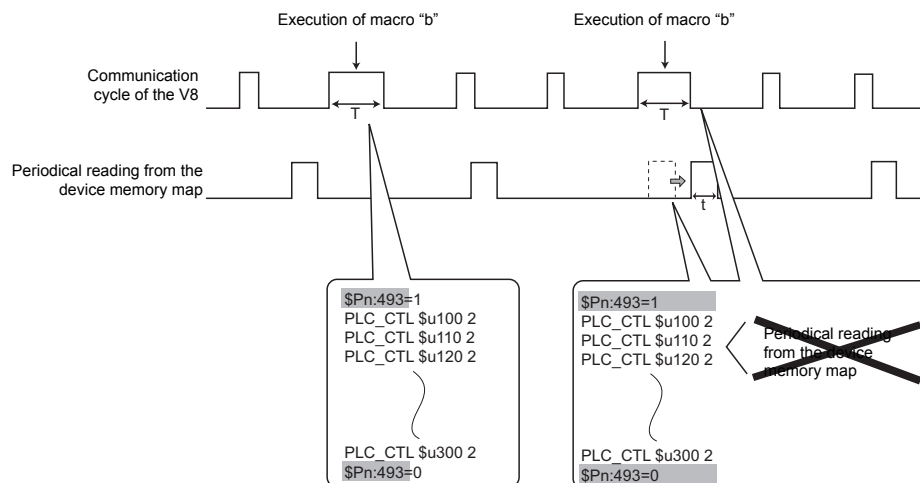 Execution of macro “b”
Execution of macro “b”
Communication
cycle of the V8
T
T
Periodical reading from the
device memory map
t
$Pn:493=1
PLC_CTL $u100 2
PLC_CTL $u110 2
PLC_CTL $u120 2
PLC_CTL $u300 2
$Pn:493=0
$Pn:493=1
PLC_CTL $u100 2
PLC_CTL $u110 2
PLC_CTL $u120 2
PLC_CTL $u300 2
$Pn:493=0
Periodical reading
from the device
memory map